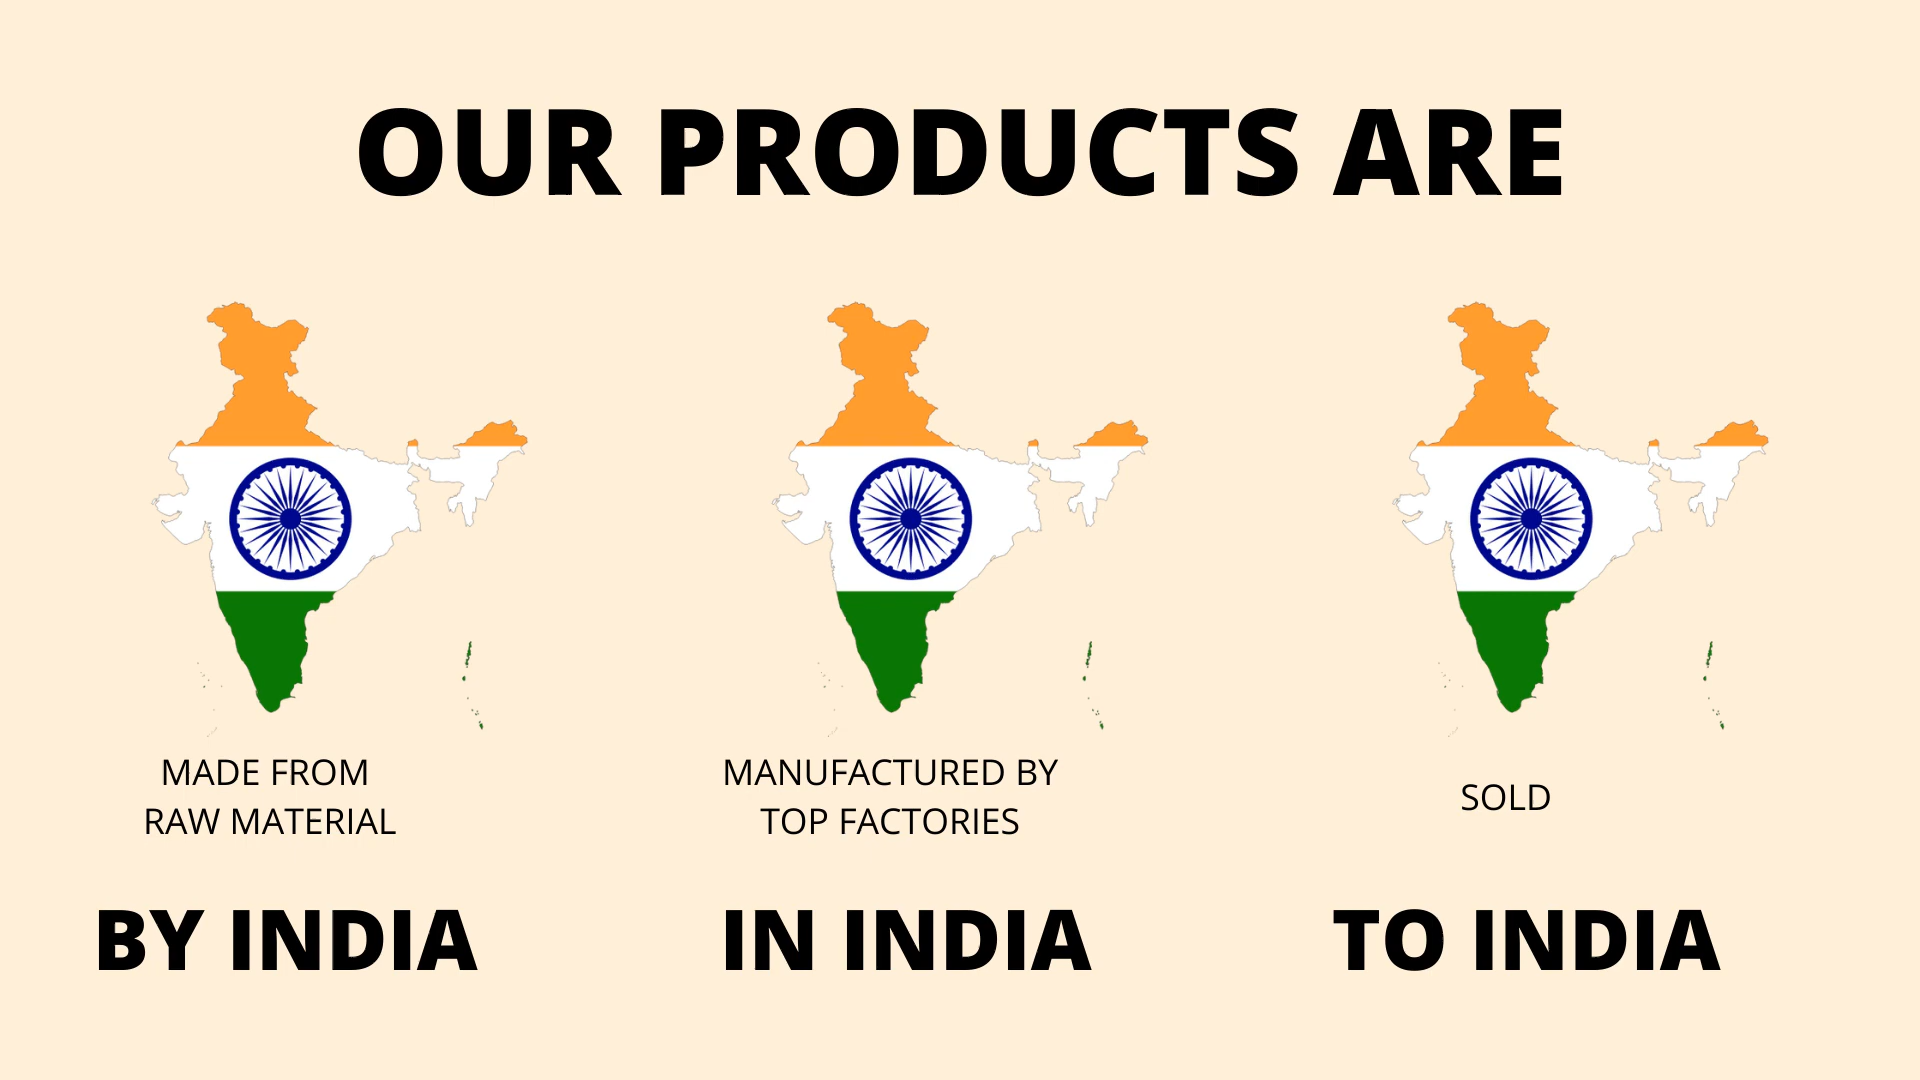 OUR PRODUCTS ARE
MADE FROM
RAW MATERIAL
BY INDIA
MANUFACTURED BY
TOP FACTORIES
IN INDIA
SOLD
TO INDIA